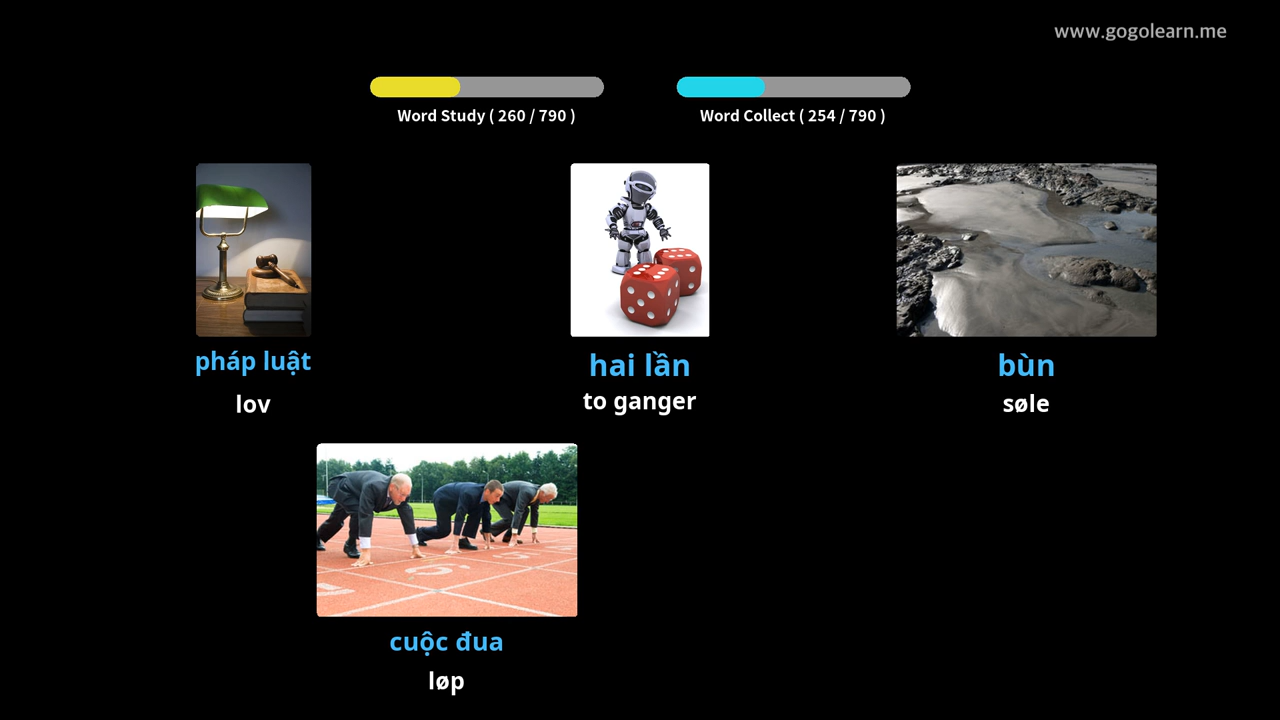 www.gogolearn.me
Word Study ( 260 / 790 )
Word Collect ( 254 / 790 )
pháp luật
lov
hai lần
to ganger
bùn
søle
cuộc đua
løp